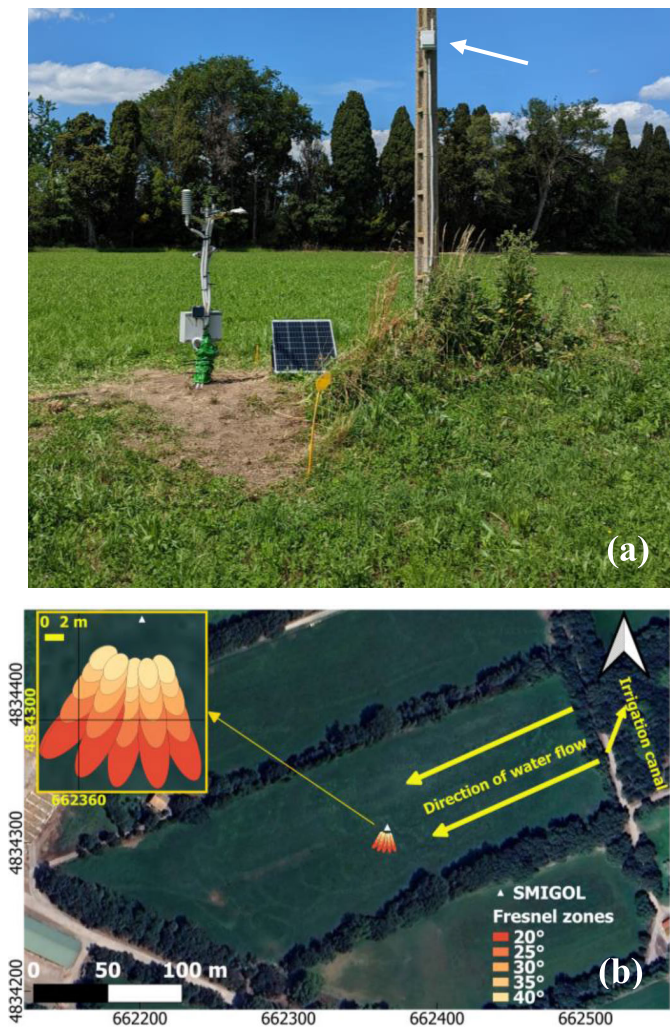 (a)
0 2 m
4834300
662360
4834400
4834300
4834200
Irrigation canal
Direction of water flow
SMIGOL
Fresnel zones
20°
25°
30°
35°
40°
0 50 100 m
(b)
662200 662300 662400 662500